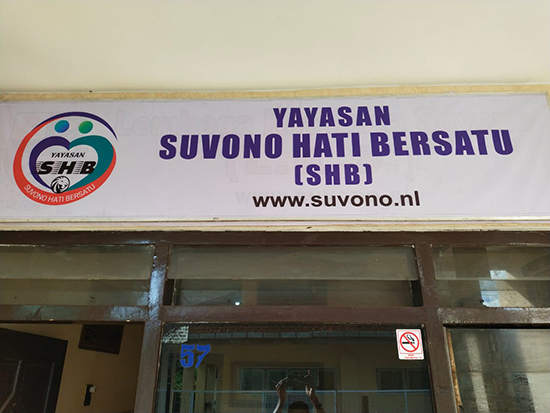 YAYASAN
SUVONO HATI BERSATU
(SHB)
www.suvono.nl
YAYASAN
SHB
SUVONO HATI BERSATU
57